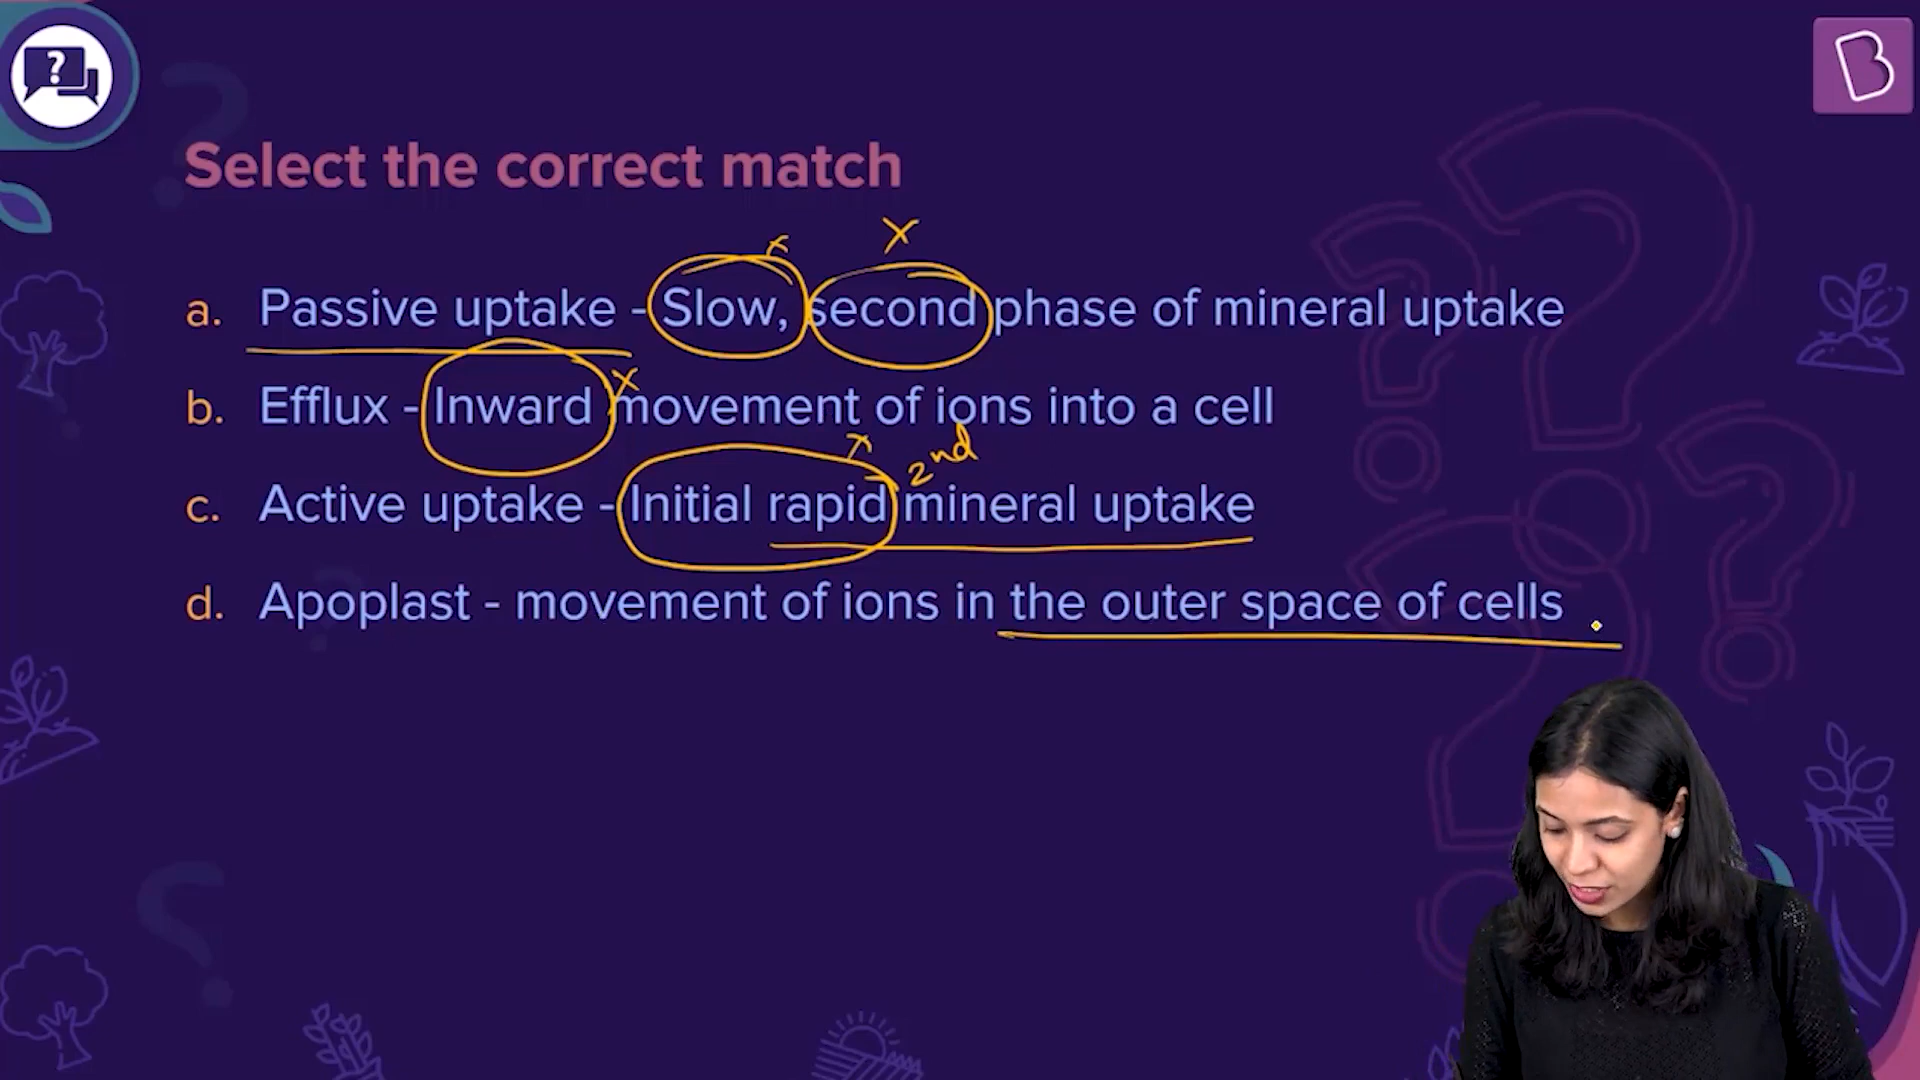 ?
B
Select the correct match
x
X
a. Passive uptake - Slow, second phase of mineral uptake
x
b. Efflux - Inward movement of ions into a cell
x 2nd
c. Active uptake - Initial rapid mineral uptake
d. Apoplast - movement of ions in the outer space of cells